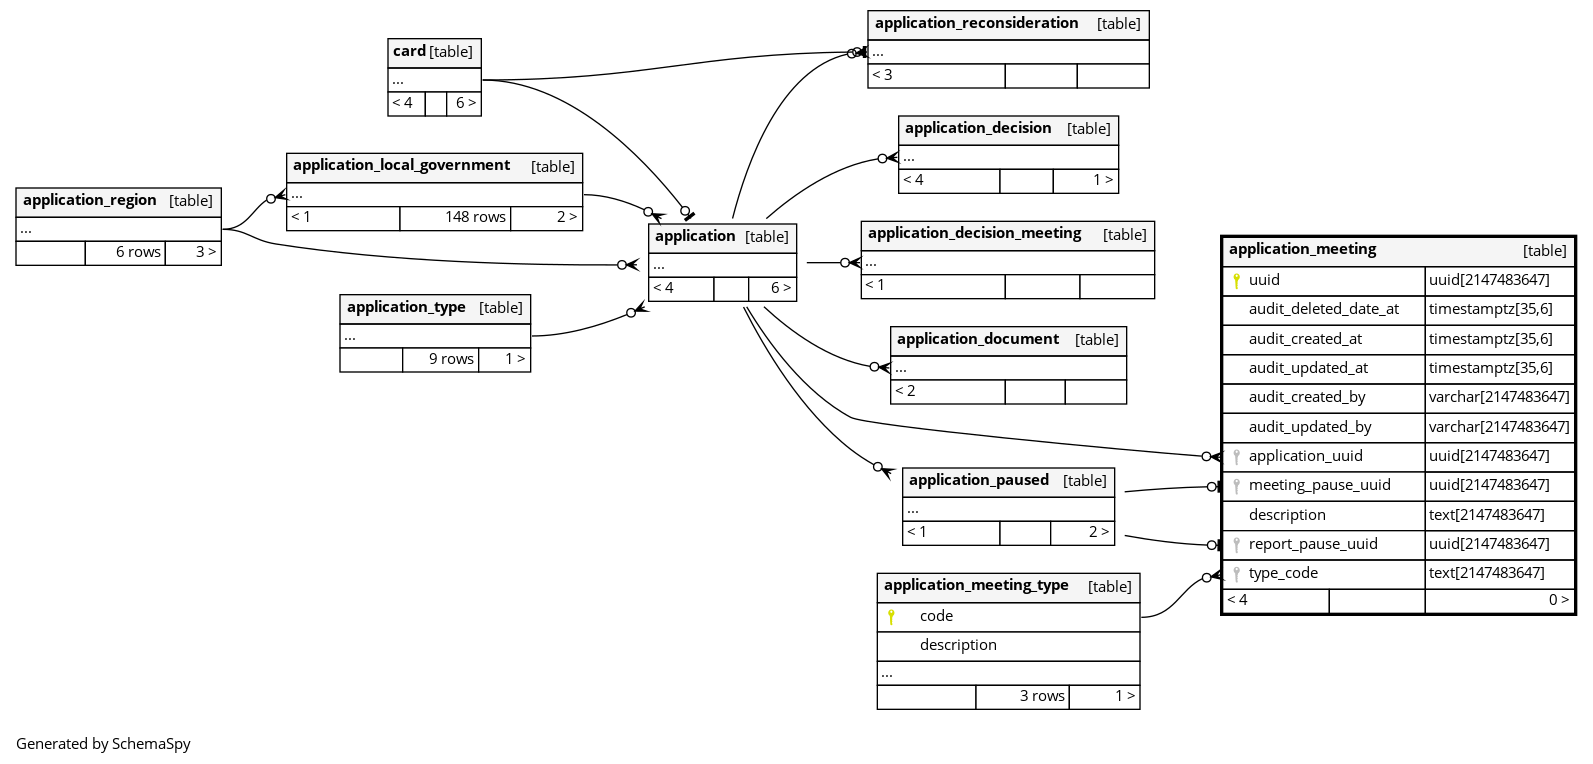 application_reconsideration [table]
...
< 3
card [table]
...
< 4 6 >
application_decision [table]
...
< 4 1 >
application_local_government [table]
...
< 1 148 rows 2 >
application_region [table]
...
6 rows 3 >
application [table]
...
< 4 6 >
application_decision_meeting [table]
...
< 1
application_type [table]
...
9 rows 1 >
application_document [table]
...
< 2
application_paused [table]
...
< 1 2 >
application_meeting_type [table]
code
description
...
3 rows 1 >
application_meeting [table]
uuid uuid[2147483647]
audit_deleted_date_at timestamptz[35,6]
audit_created_at timestamptz[35,6]
audit_updated_at timestamptz[35,6]
audit_created_by varchar[2147483647]
audit_updated_by varchar[2147483647]
application_uuid uuid[2147483647]
meeting_pause_uuid uuid[2147483647]
description text[2147483647]
report_pause_uuid uuid[2147483647]
type_code text[2147483647]
< 4 0 >
Generated by SchemaSpy